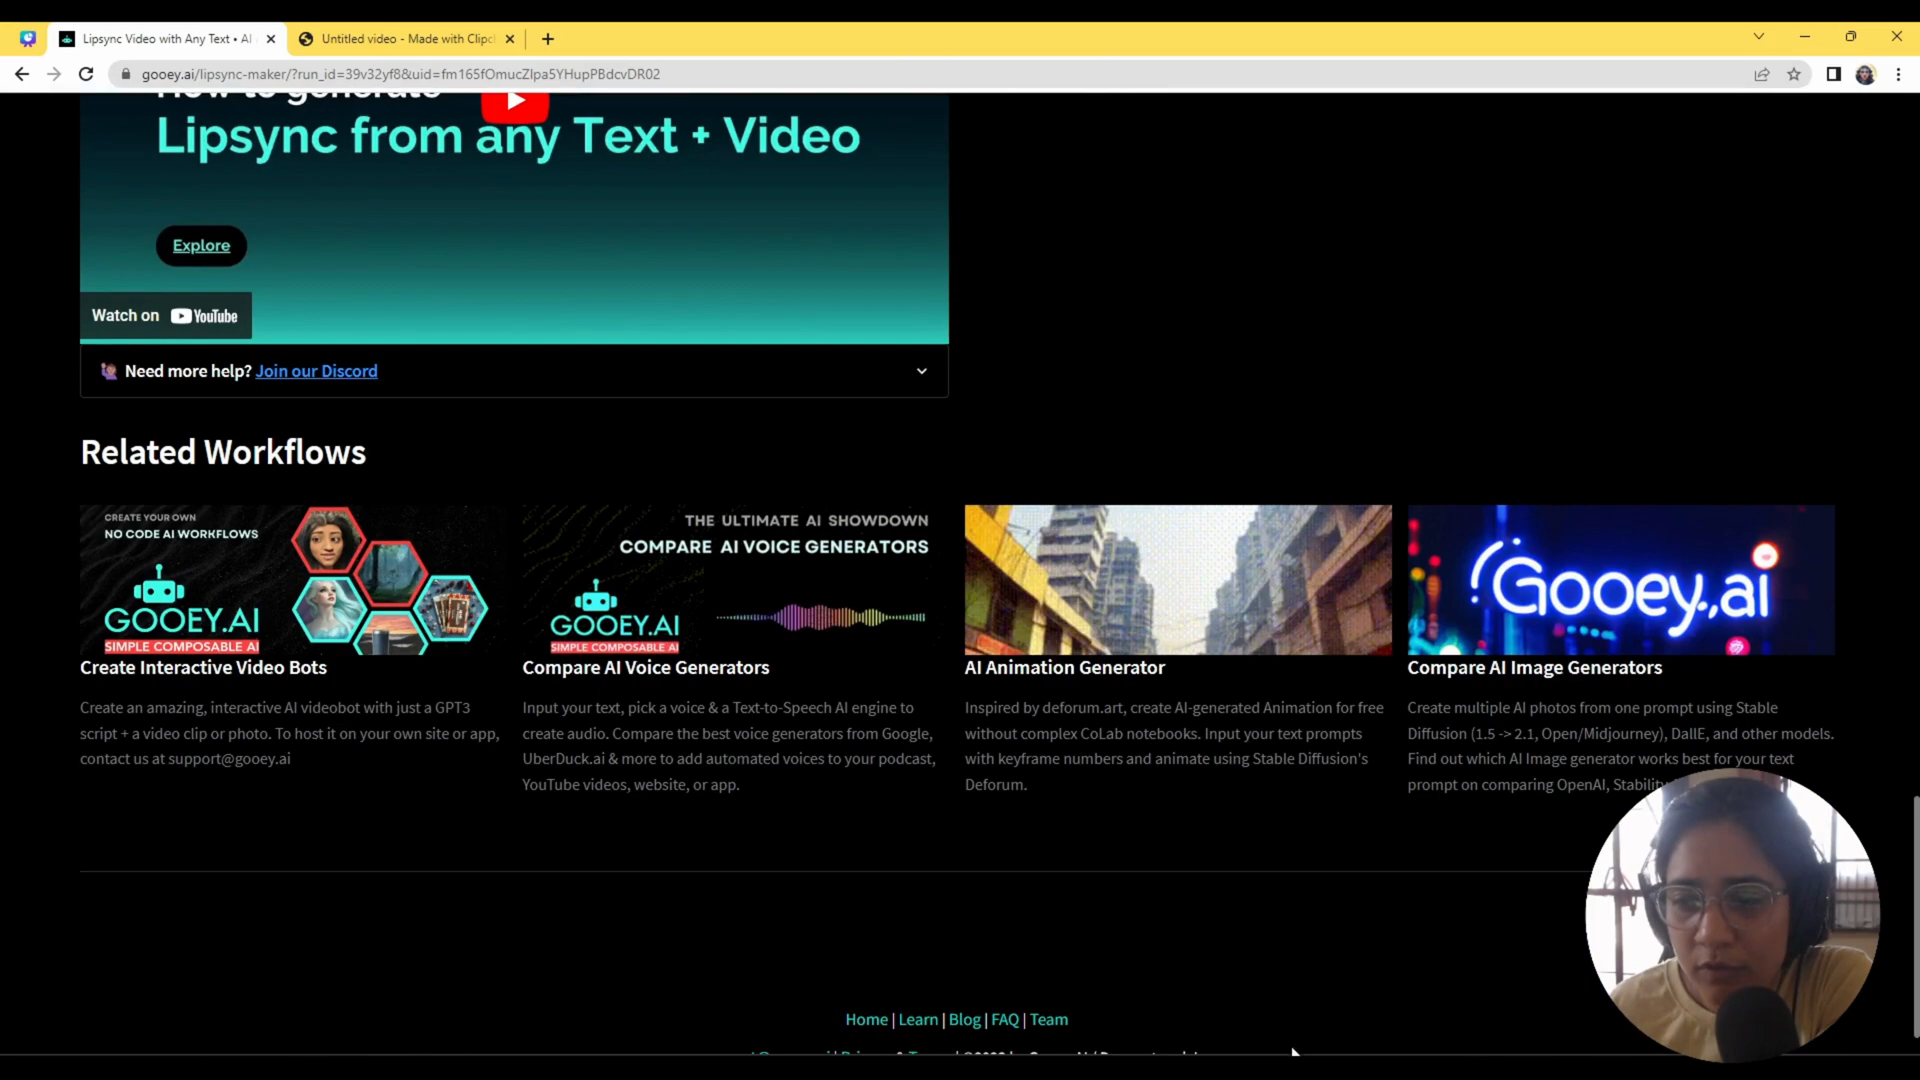 Lipsync Video with Any Text • AI
Untitled video - Made with Clipc
gooey.ai/lipsync-maker/?run_id=39v32yf8&uid=fm165fOmucZIpa5YHupPBdcvDR02
How to generate
Lipsync from any Text + Video
Explore
Watch on YouTube
Need more help? Join our Discord
Related Workflows
CREATE YOUR OWN
NO CODE AI WORKFLOWS
GOOEY.AI
SIMPLE COMPOSABLE AI
THE ULTIMATE AI SHOWDOWN
COMPARE AI VOICE GENERATORS
GOOEY.AI
SIMPLE COMPOSABLE AI
Gooey.ai
Create Interactive Video Bots
Create an amazing, interactive AI videobot with just a GPT3
script + a video clip or photo. To host it on your own site or app,
contact us at support@gooey.ai
Compare AI Voice Generators
Input your text, pick a voice & a Text-to-Speech AI engine to
create audio. Compare the best voice generators from Google,
UberDuck.ai & more to add automated voices to your podcast,
YouTube videos, website, or app.
AI Animation Generator
Inspired by deforum.art, create AI-generated Animation for free
without complex CoLab notebooks. Input your text prompts
with keyframe numbers and animate using Stable Diffusion's
Deforum.
Compare AI Image Generators
Create multiple AI photos from one prompt using Stable
Diffusion (1.5 -> 2.1, Open/Midjourney), DallE, and other models.
Find out which AI Image generator works best for your text
prompt on comparing OpenAI, Stability
Home | Learn | Blog | FAQ | Team